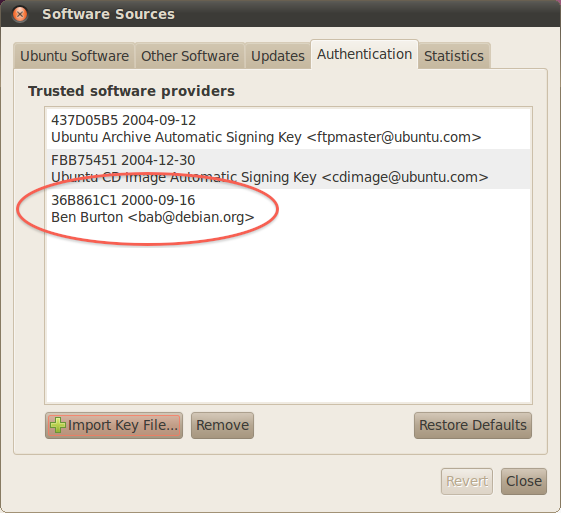 Software Sources
Ubuntu Software Other Software Updates Authentication Statistics
Trusted software providers
437D05B5 2004-09-12
Ubuntu Archive Automatic Signing Key <ftpmaster@ubuntu.com>
FBB75451 2004-12-30
Ubuntu CD Image Automatic Signing Key <cdimage@ubuntu.com>
36B861C1 2000-09-16
Ben Burton <bab@debian.org>
Import Key File... Remove Restore Defaults
Revert Close